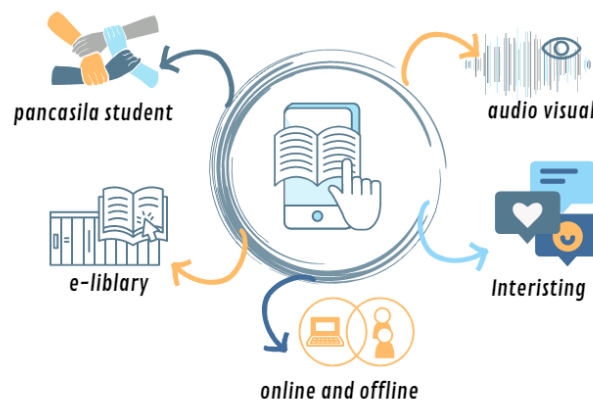 pancasila student
audio visual
e-liblary
Interisting
online and offline